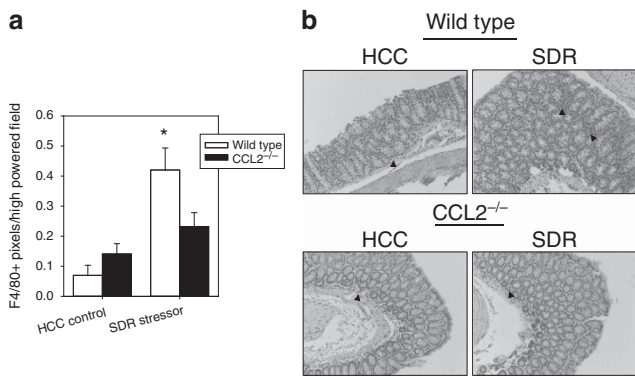 a
F4/80+ pixels/high powered field
0.6
0.5
0.4
0.3
0.2
0.1
0.0
*
Wild type
CCL2−/−
HCC control
SDR stressor
b
Wild type
HCC
SDR
CCL2−/−
HCC
SDR